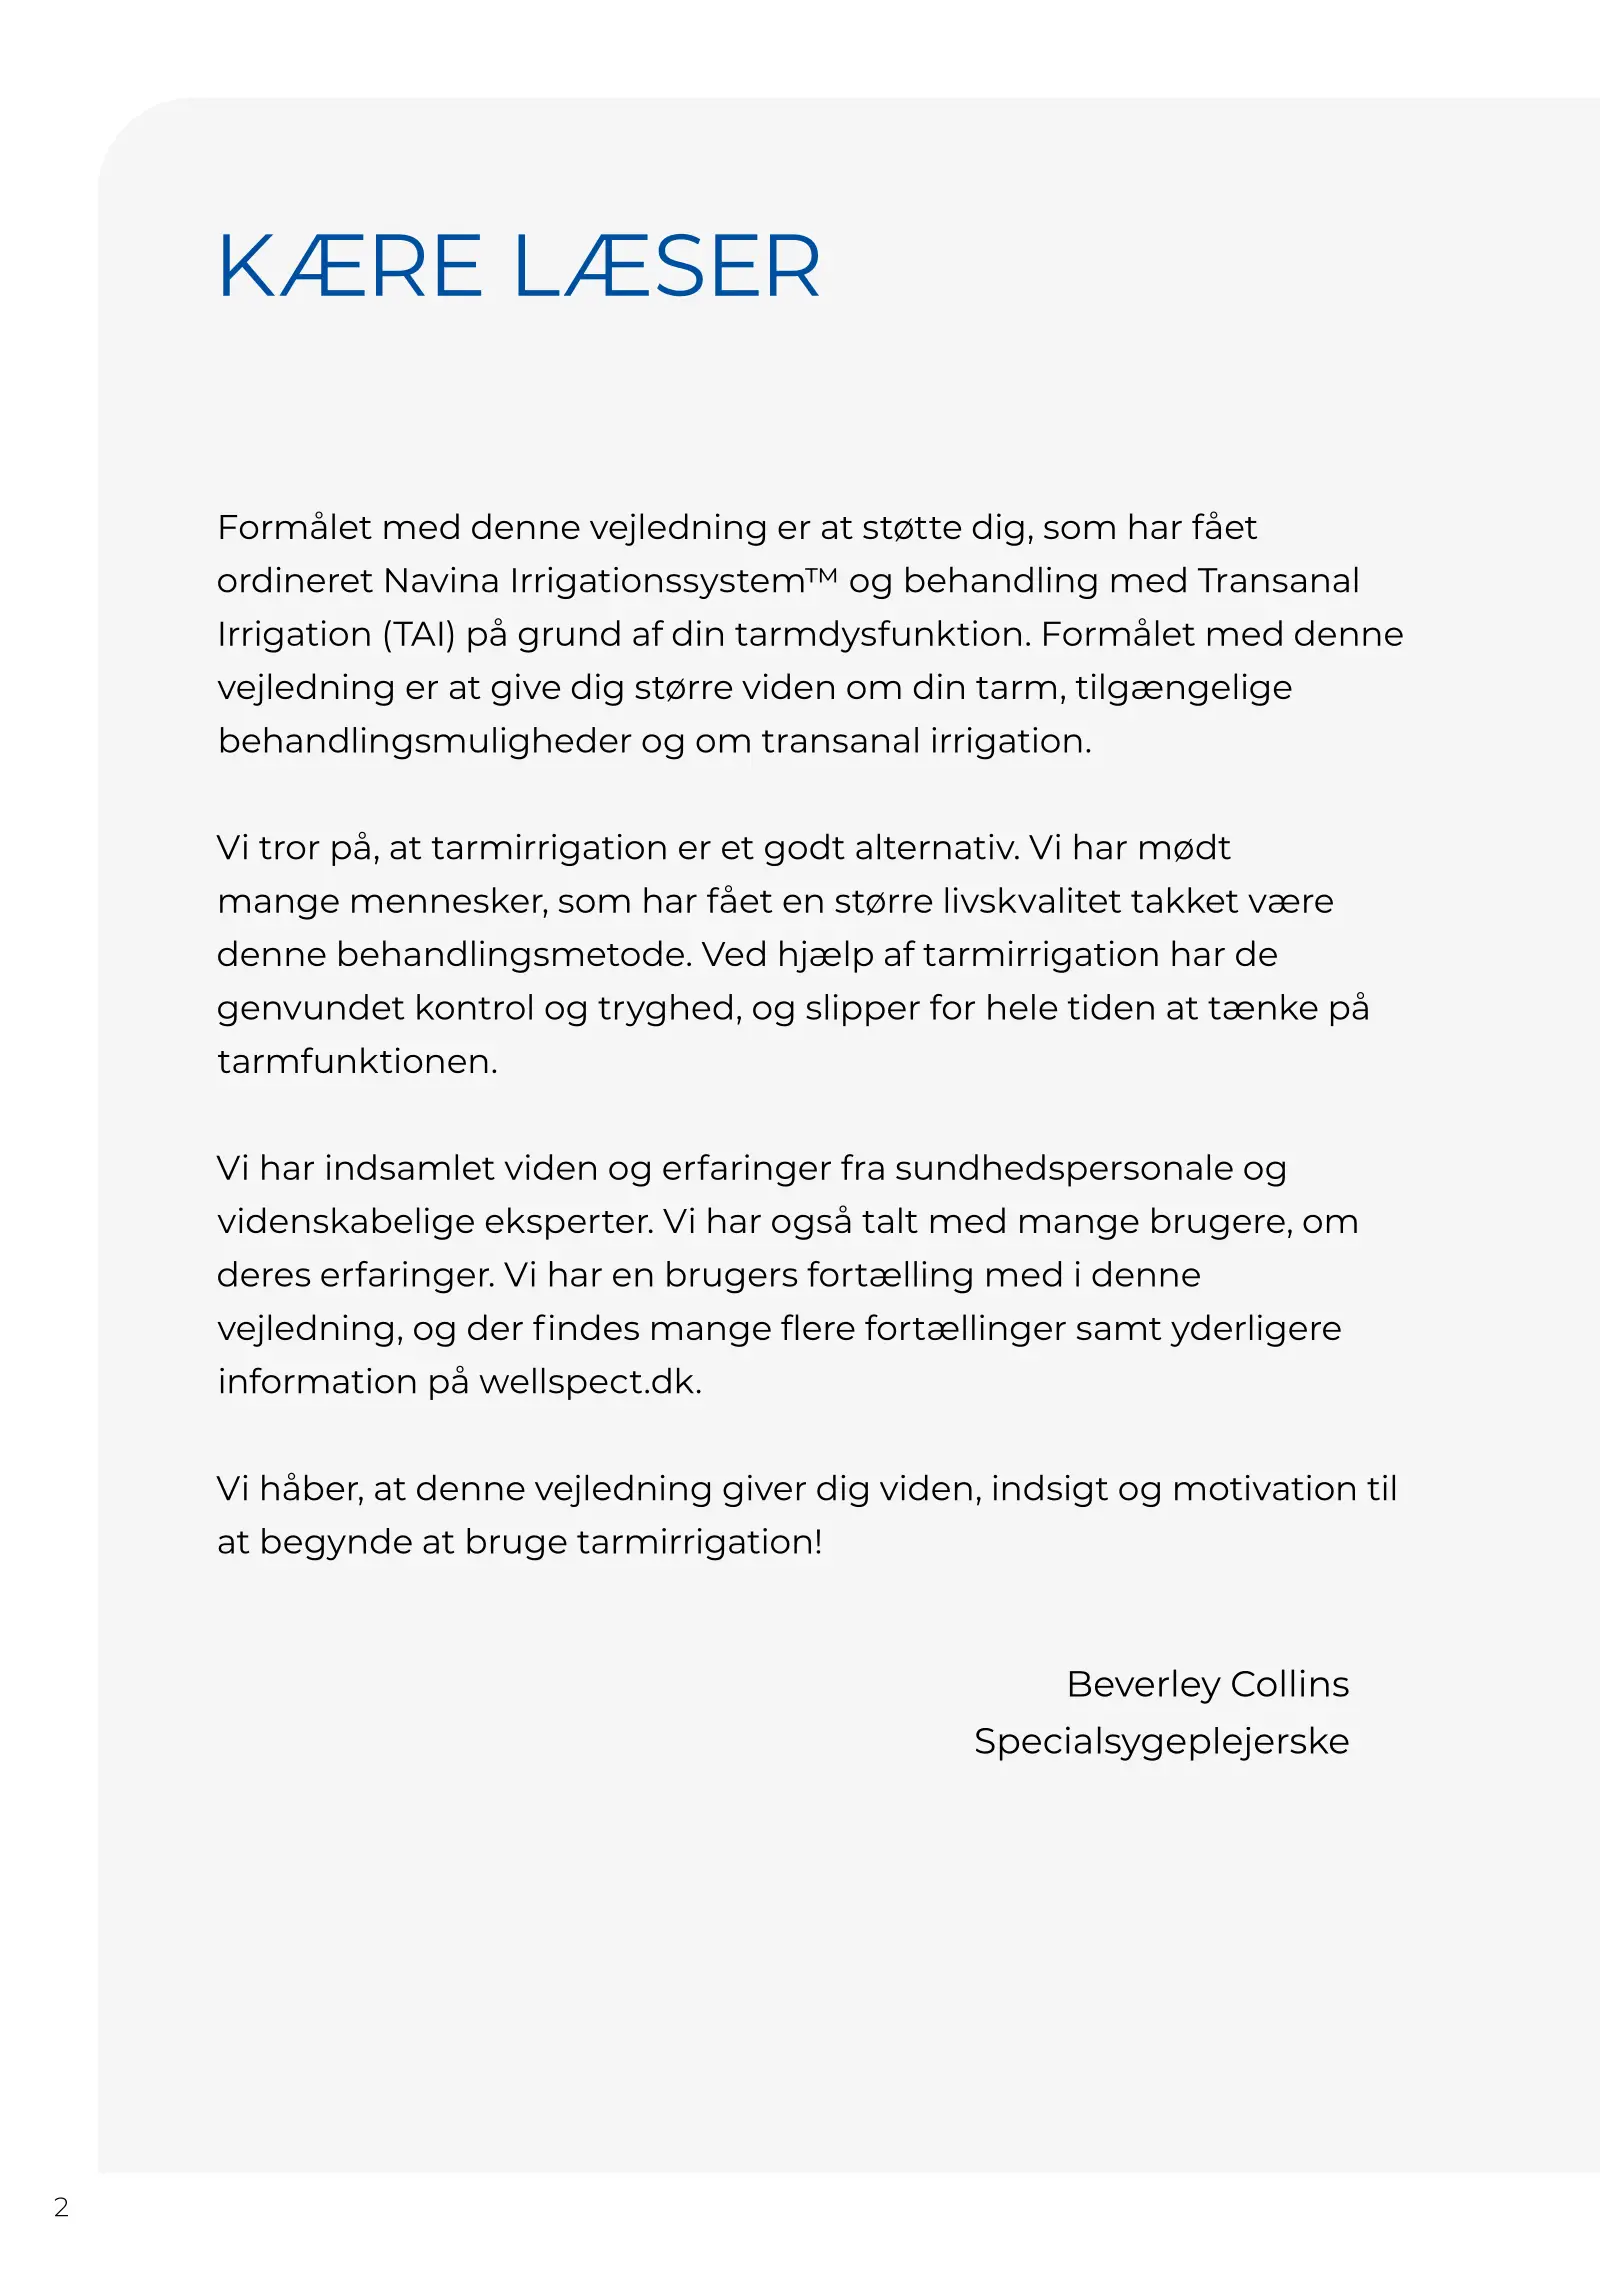 KÆRE LÆSER
Formålet med denne vejledning er at støtte dig, som har fået
ordineret Navina Irrigationssystem™ og behandling med Transanal
Irrigation (TAI) på grund af din tarmdysfunktion. Formålet med denne
vejledning er at give dig større viden om din tarm, tilgængelige
behandlingsmuligheder og om transanal irrigation.
Vi tror på, at tarmirrigation er et godt alternativ. Vi har mødt
mange mennesker, som har fået en større livskvalitet takket være
denne behandlingsmetode. Ved hjælp af tarmirrigation har de
genvundet kontrol og tryghed, og slipper for hele tiden at tænke på
tarmfunktionen.
Vi har indsamlet viden og erfaringer fra sundhedspersonale og
videnskabelige eksperter. Vi har også talt med mange brugere, om
deres erfaringer. Vi har en brugers fortælling med i denne
vejledning, og der findes mange flere fortællinger samt yderligere
information på wellspect.dk.
Vi håber, at denne vejledning giver dig viden, indsigt og motivation til
at begynde at bruge tarmirrigation!
Beverley Collins
Specialsygeplejerske
2